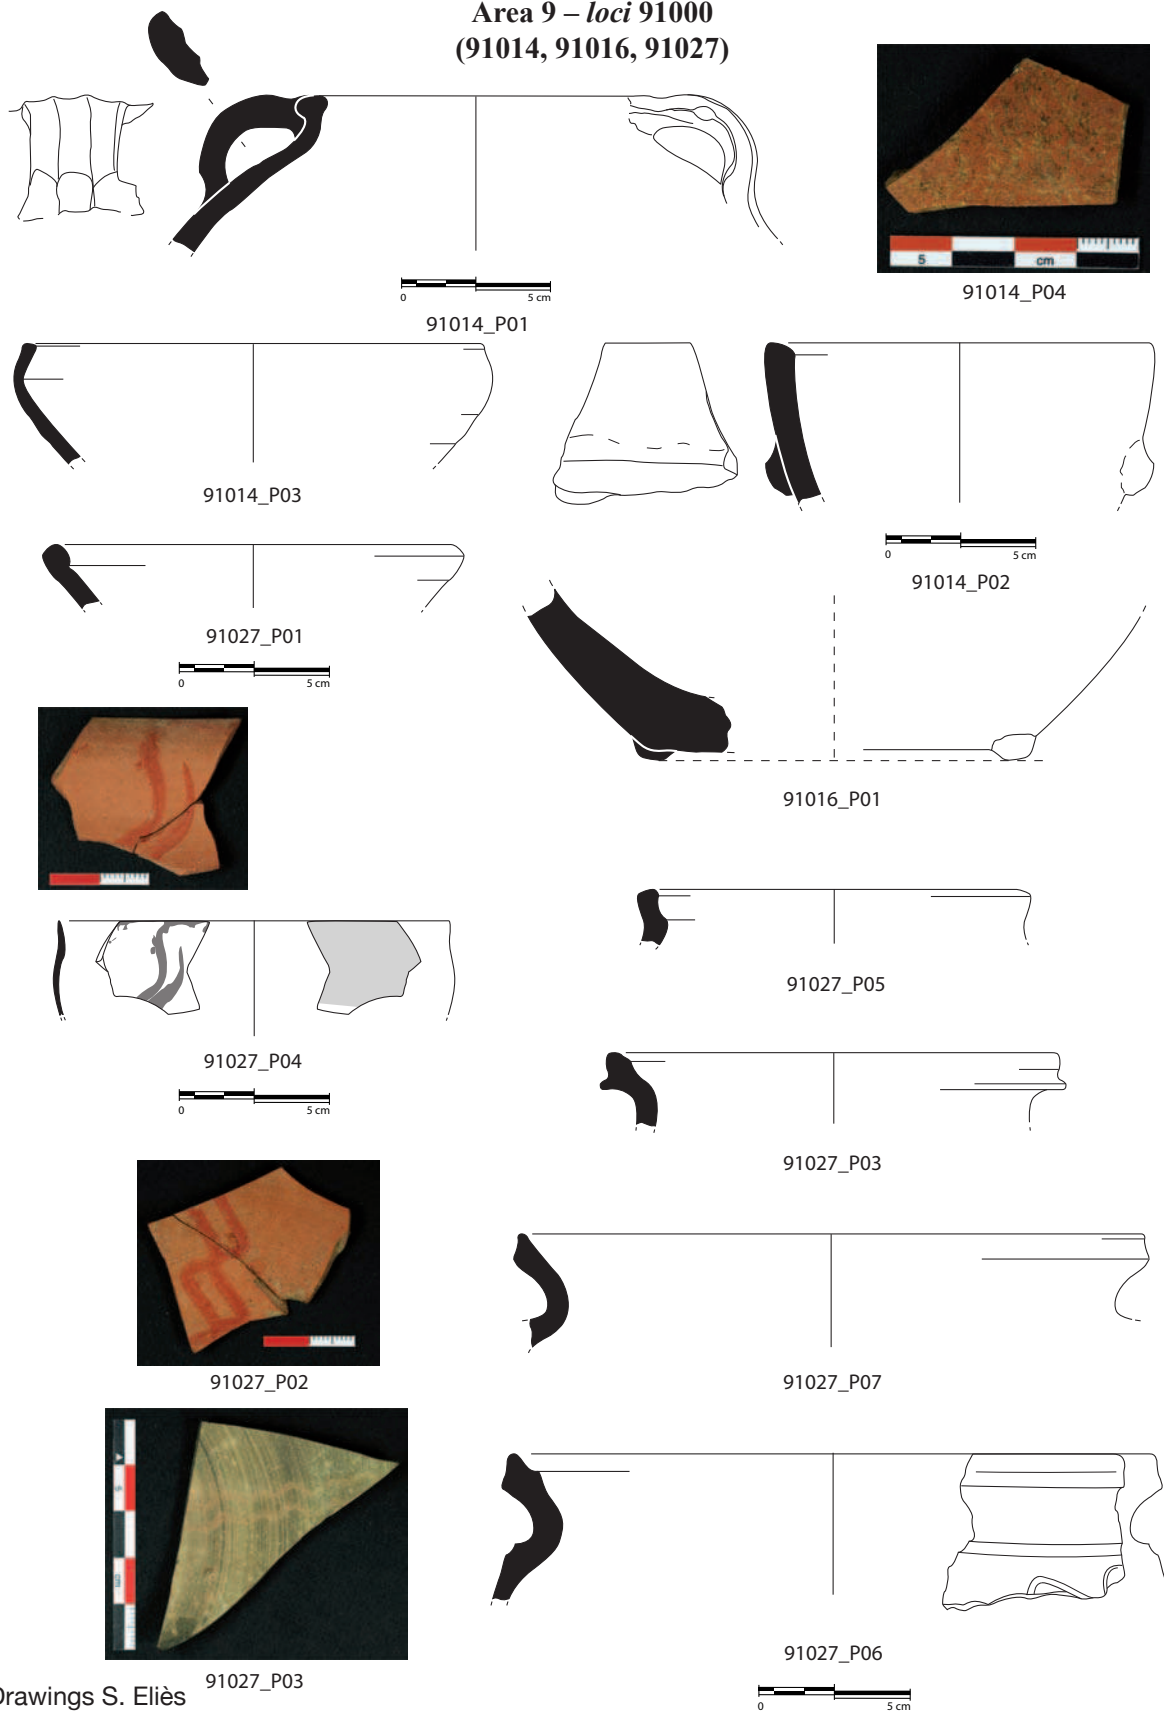 Area 9 – loci 91000
(91014, 91016, 91027)
5 cm
91014_P04
0 5 cm
91014_P01
91014_P03
0 5 cm
91014_P02
91027_P01
0 5 cm
91016_P01
91027_P05
91027_P04
0 5 cm
91027_P03
91027_P02
91027_P07
5
cm
91027_P06
91027_P03
Drawings S. Eliès
0 5 cm